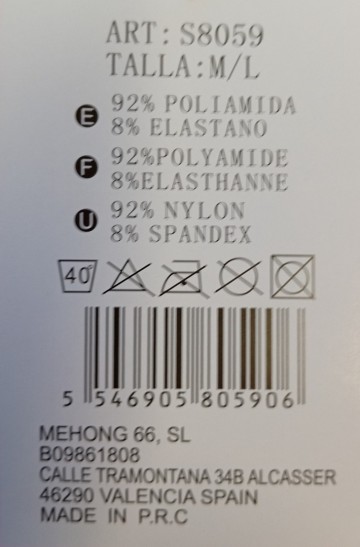 ART: S8059
TALLA:M/L
E 92% POLIAMIDA
8% ELASTANO
F 92%POLYAMIDE
8%ELASTHANNE
U 92% NYLON
8% SPANDEX
40°
5 546905 805906
MEHONG 66, SL
B09861808
CALLE TRAMONTANA 34B ALCASSER
46290 VALENCIA SPAIN
MADE IN P.R.C